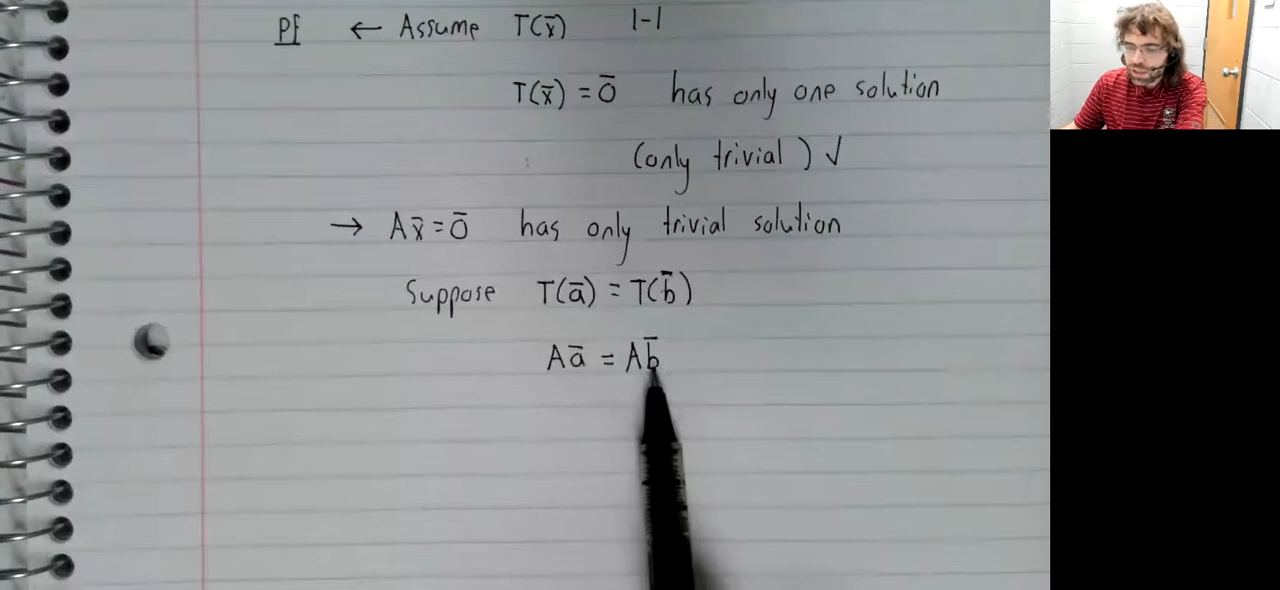 Pf ← Assume T(x̄) 1-1
T(x̄) = 0̄ has only one solution
(only trivial) ✓
→ Ax̄ = 0̄ has only trivial solution
Suppose T(ā) = T(b̄)
Aā = Ab̄